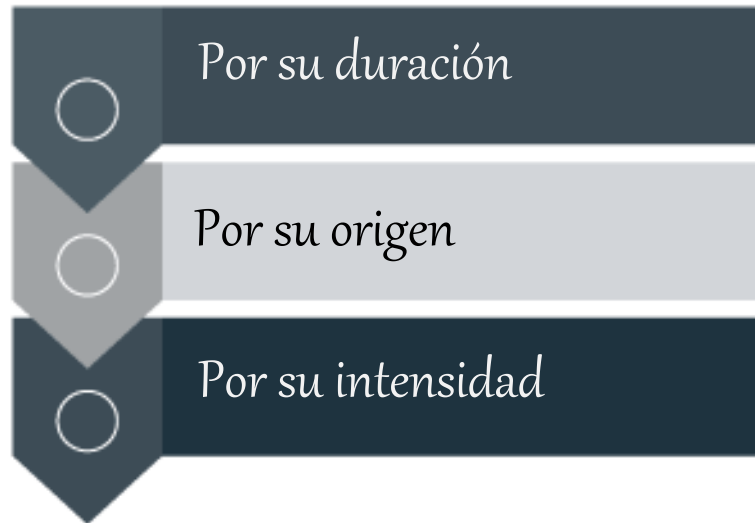 Por su duración
Por su origen
Por su intensidad